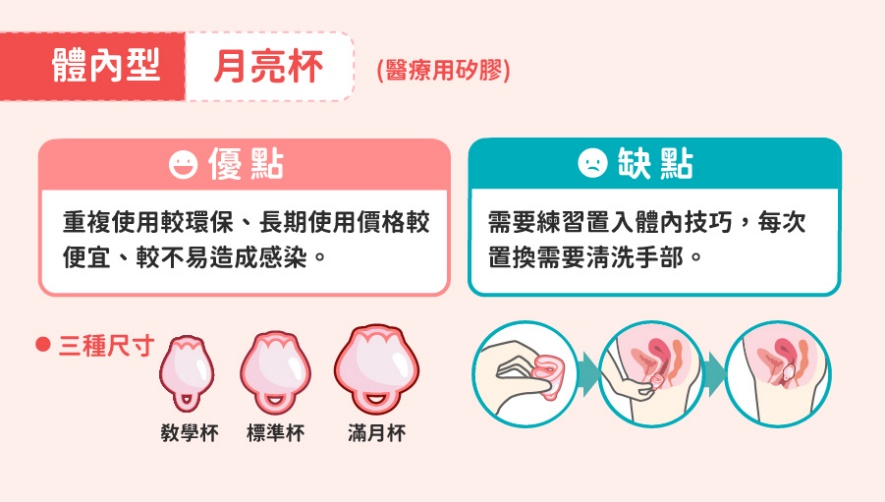 體內型 月亮杯 (醫療用矽膠)
優點
重複使用較環保、長期使用價格較
便宜、較不易造成感染。
缺點
需要練習置入體內技巧，每次
置換需要清洗手部。
三種尺寸
教學杯 標準杯 滿月杯